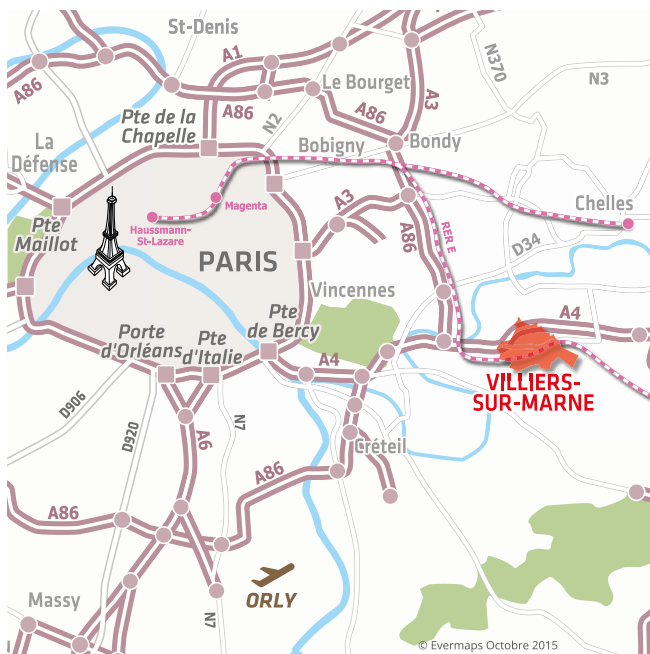 St-Denis
A1
N370
A86
Le Bourget
N3
A86
A3
Pte de la
Chapelle
N2
A86
La
Défense
Bobigny
Bondy
Pte
Maillot
Magenta
Haussmann-
St-Lazare
A3
A86
RER E
Chelles
D34
PARIS
Vincennes
Pte
de Bercy
A4
Porte
d'Orléans
Pte
d'Italie
A4
VILLIERS-
SUR-MARNE
D906
D920
A6
N7
Créteil
A86
A86
ORLY
Massy
N7
© Evermaps Octobre 2015